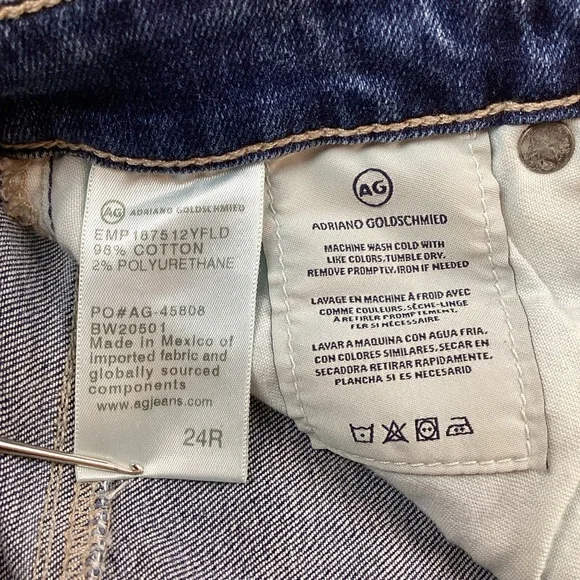 AG ADRIANO GOLDSCHMIED
EMP187512YFLD
98% COTTON
2% POLYURETHANE
PO#AG-45808
BW20501
Made in Mexico of
imported fabric and
globally sourced
components
www.agjeans.com
24R
AG
ADRIANO GOLDSCHMIED
MACHINE WASH COLD WITH
LIKE COLORS. TUMBLE DRY.
REMOVE PROMPTLY. IRON IF NEEDED
LAVAGE EN MACHINE À FROID AVEC
COMME COULEURS, SÈCHE-LINGE
À RETIRER PROMPTEMENT.
FER SI NÉCESSAIRE
LAVAR A MAQUINA CON AGUA FRIA,
CON COLORES SIMILARES, SECAR EN
SECADORA RETIRAR RAPIDAMENTE.
PLANCHA SI ES NECESARIO